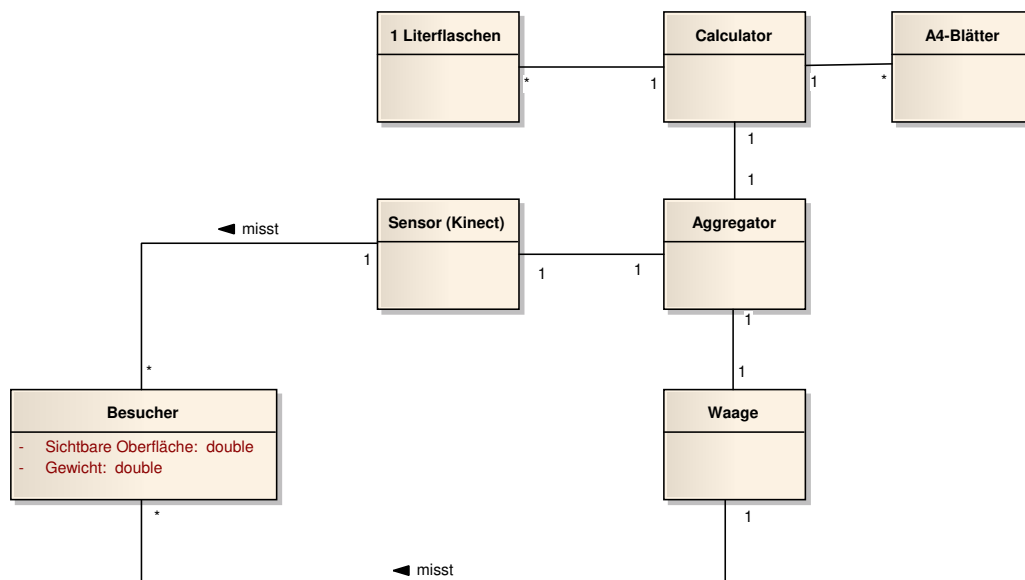 1 Literflaschen
Calculator
A4-Blätter
*
1
1
*
1
1
Sensor (Kinect)
Aggregator
◄ misst
1
1
1
1
*
1
Besucher
- Sichtbare Oberfläche: double
- Gewicht: double
Waage
*
1
◄ misst